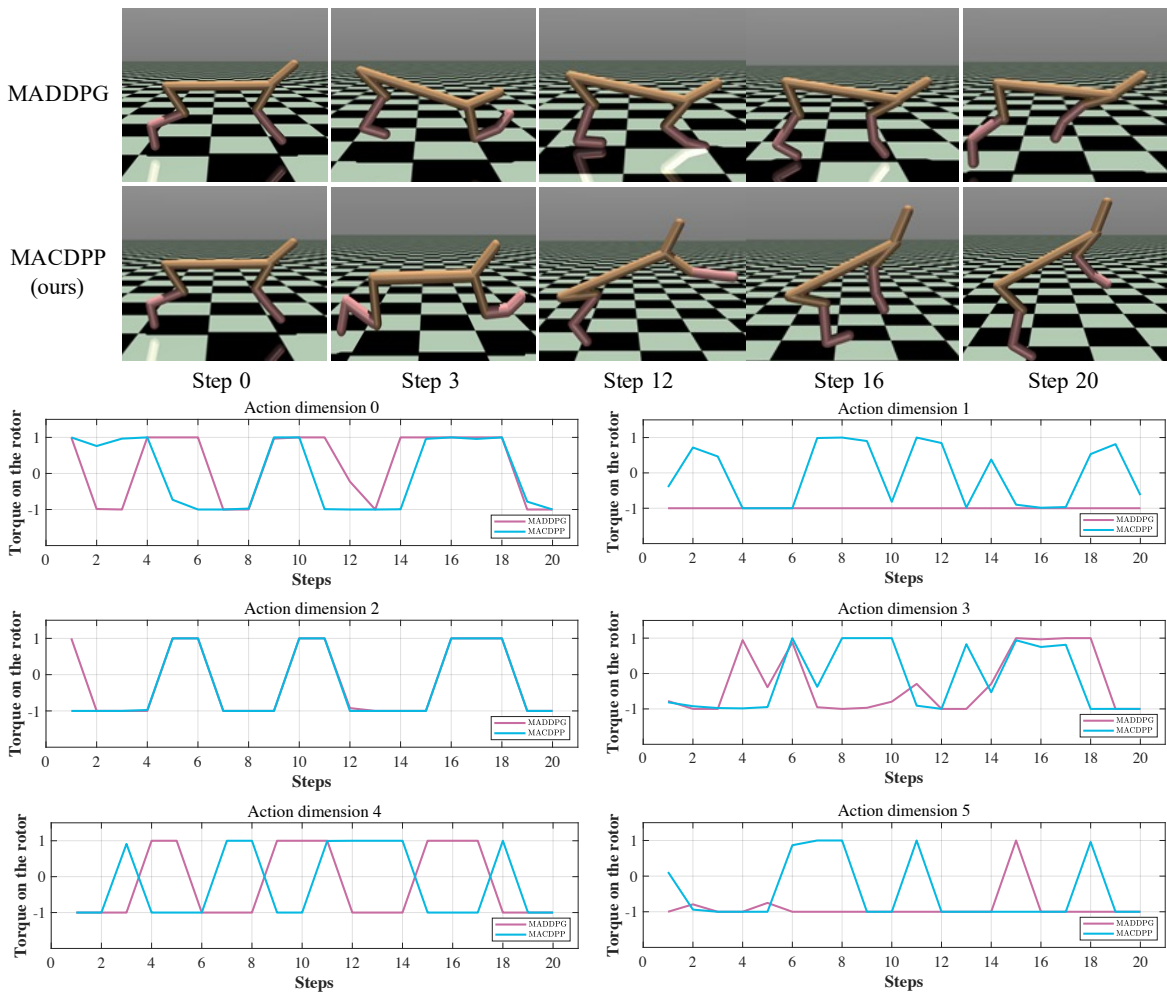 MADDPG
MACDPP
(ours)
Step 0 Step 3 Step 12 Step 16 Step 20
Action dimension 0
Torque on the rotor
1
0
-1
MADDPG
MACDPP
0 2 4 6 8 10 12 14 16 18 20
Steps
Action dimension 1
Torque on the rotor
1
0
-1
MADDPG
MACDPP
0 2 4 6 8 10 12 14 16 18 20
Steps
Action dimension 2
Torque on the rotor
1
0
-1
MADDPG
MACDPP
0 2 4 6 8 10 12 14 16 18 20
Steps
Action dimension 3
Torque on the rotor
1
0
-1
MADDPG
MACDPP
0 2 4 6 8 10 12 14 16 18 20
Steps
Action dimension 4
Torque on the rotor
1
0
-1
MADDPG
MACDPP
0 2 4 6 8 10 12 14 16 18 20
Steps
Action dimension 5
Torque on the rotor
1
0
-1
MADDPG
MACDPP
0 2 4 6 8 10 12 14 16 18 20
Steps